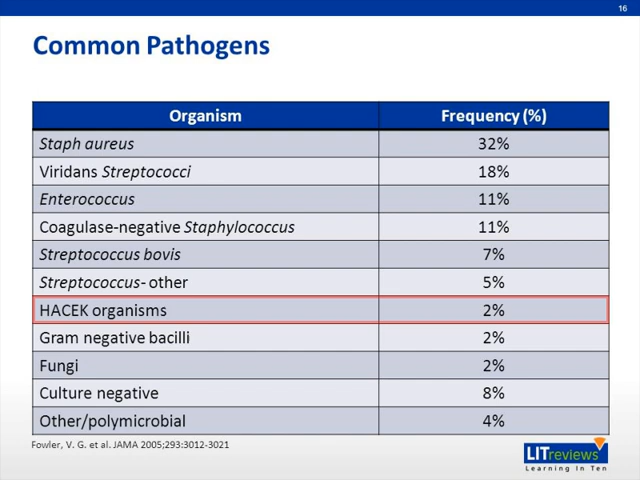 16
Common Pathogens
Organism Frequency (%)
Staph aureus 32%
Viridans Streptococci 18%
Enterococcus 11%
Coagulase-negative Staphylococcus 11%
Streptococcus bovis 7%
Streptococcus- other 5%
HACEK organisms 2%
Gram negative bacilli 2%
Fungi 2%
Culture negative 8%
Other/polymicrobial 4%
Fowler, V. G. et al. JAMA 2005;293:3012-3021
LITreviews
Learning In Ten